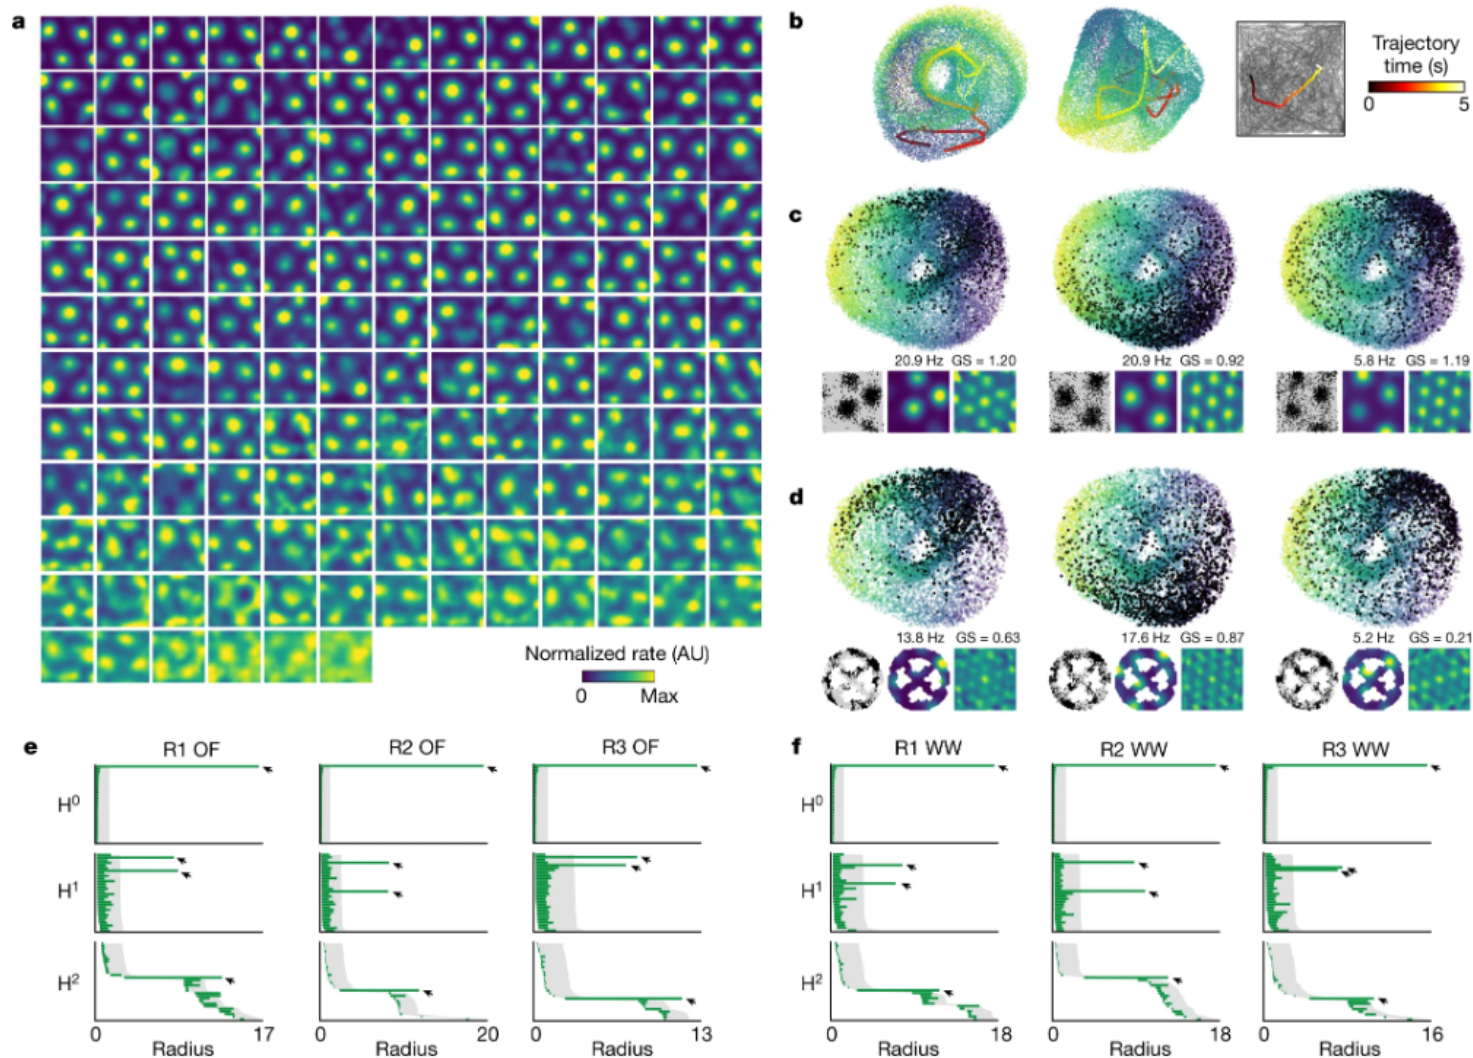 a
Normalized rate (AU)
0 Max
b
Trajectory
time (s)
0 5
c
20.9 Hz GS = 1.20
20.9 Hz GS = 0.92
5.8 Hz GS = 1.19
d
13.8 Hz GS = 0.63
17.6 Hz GS = 0.87
5.2 Hz GS = 0.21
e
R1 OF R2 OF R3 OF
H⁰
H¹
H²
0 17 0 20 0 13
Radius Radius Radius
f
R1 WW R2 WW R3 WW
H⁰
H¹
H²
0 18 0 18 0 16
Radius Radius Radius